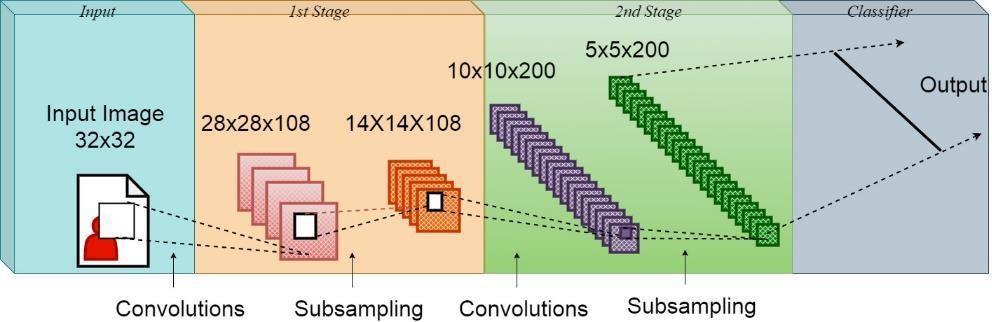 Input
1st Stage
2nd Stage
Classifier
Input Image
32x32
28x28x108
14X14X108
10x10x200
5x5x200
Output
Convolutions
Subsampling
Convolutions
Subsampling